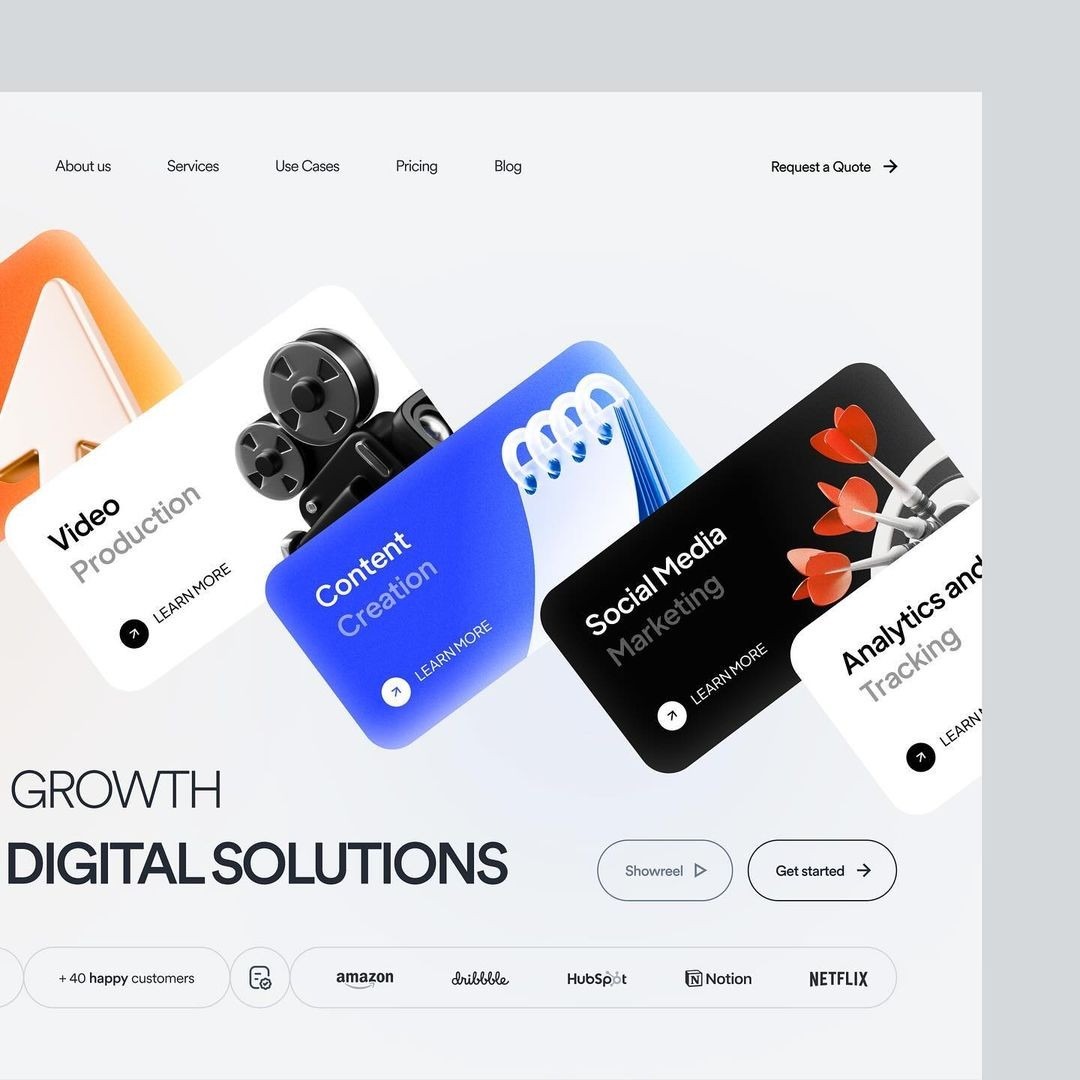 About us Services Use Cases Pricing Blog Request a Quote
Video
Production
LEARN MORE
Content
Creation
LEARN MORE
Social Media
Marketing
LEARN MORE
Analytics and
Tracking
LEARN
GROWTH
DIGITAL SOLUTIONS
Showreel Get started
+ 40 happy customers
amazon dribbble HubSpot Notion NETFLIX